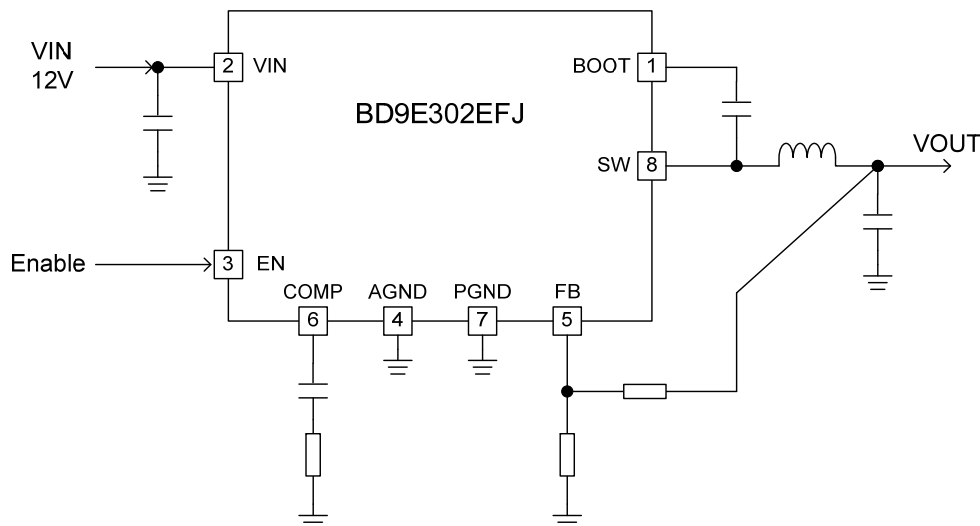 VIN
12V
2
VIN
BD9E302EFJ
BOOT
1
SW
8
VOUT
Enable
3
EN
COMP
AGND
PGND
FB
6
4
7
5